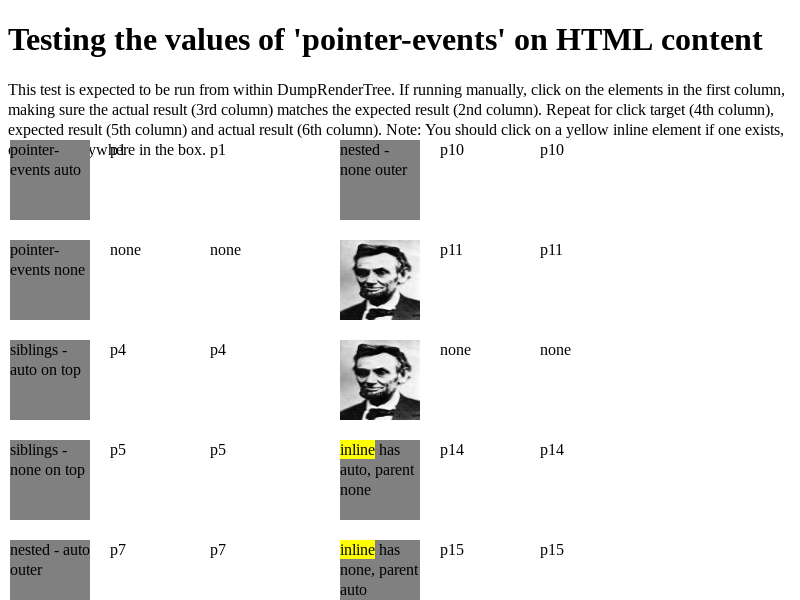 Testing the values of 'pointer-events' on HTML content
This test is expected to be run from within DumpRenderTree. If running manually, click on the elements in the first column,
making sure the actual result (3rd column) matches the expected result (2nd column). Repeat for click target (4th column),
expected result (5th column) and actual result (6th column). Note: You should click on a yellow inline element if one exists,
here in the box.
pointer-
events auto
p1
p1
nested -
none outer
p10
p10
pointer-
events none
none
none
p11
p11
siblings -
auto on top
p4
p4
none
none
siblings -
none on top
p5
p5
inline has
auto, parent
none
p14
p14
nested - auto
outer
p7
p7
inline has
none, parent
auto
p15
p15